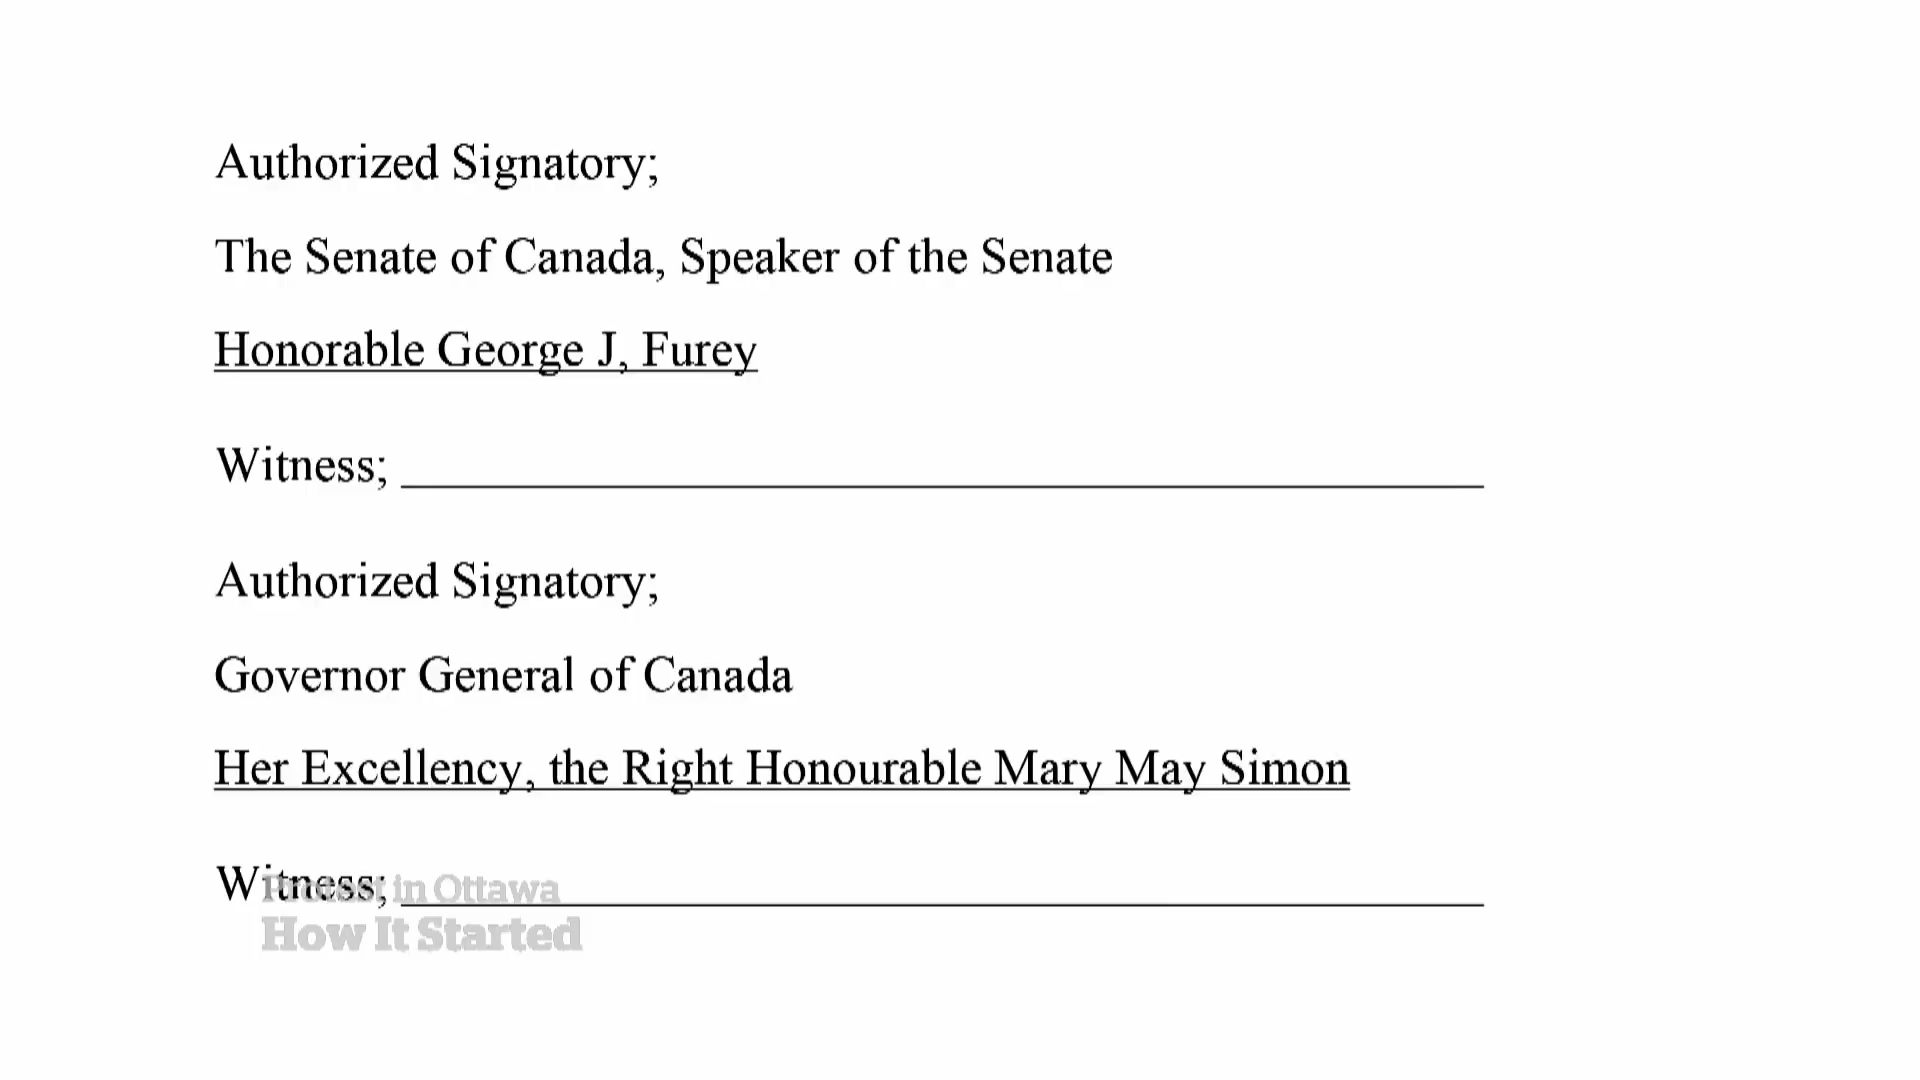 Authorized Signatory;
The Senate of Canada, Speaker of the Senate
Honorable George J, Furey
Witness;
Authorized Signatory;
Governor General of Canada
Her Excellency, the Right Honourable Mary May Simon
Witness;
Protest in Ottawa
How It Started